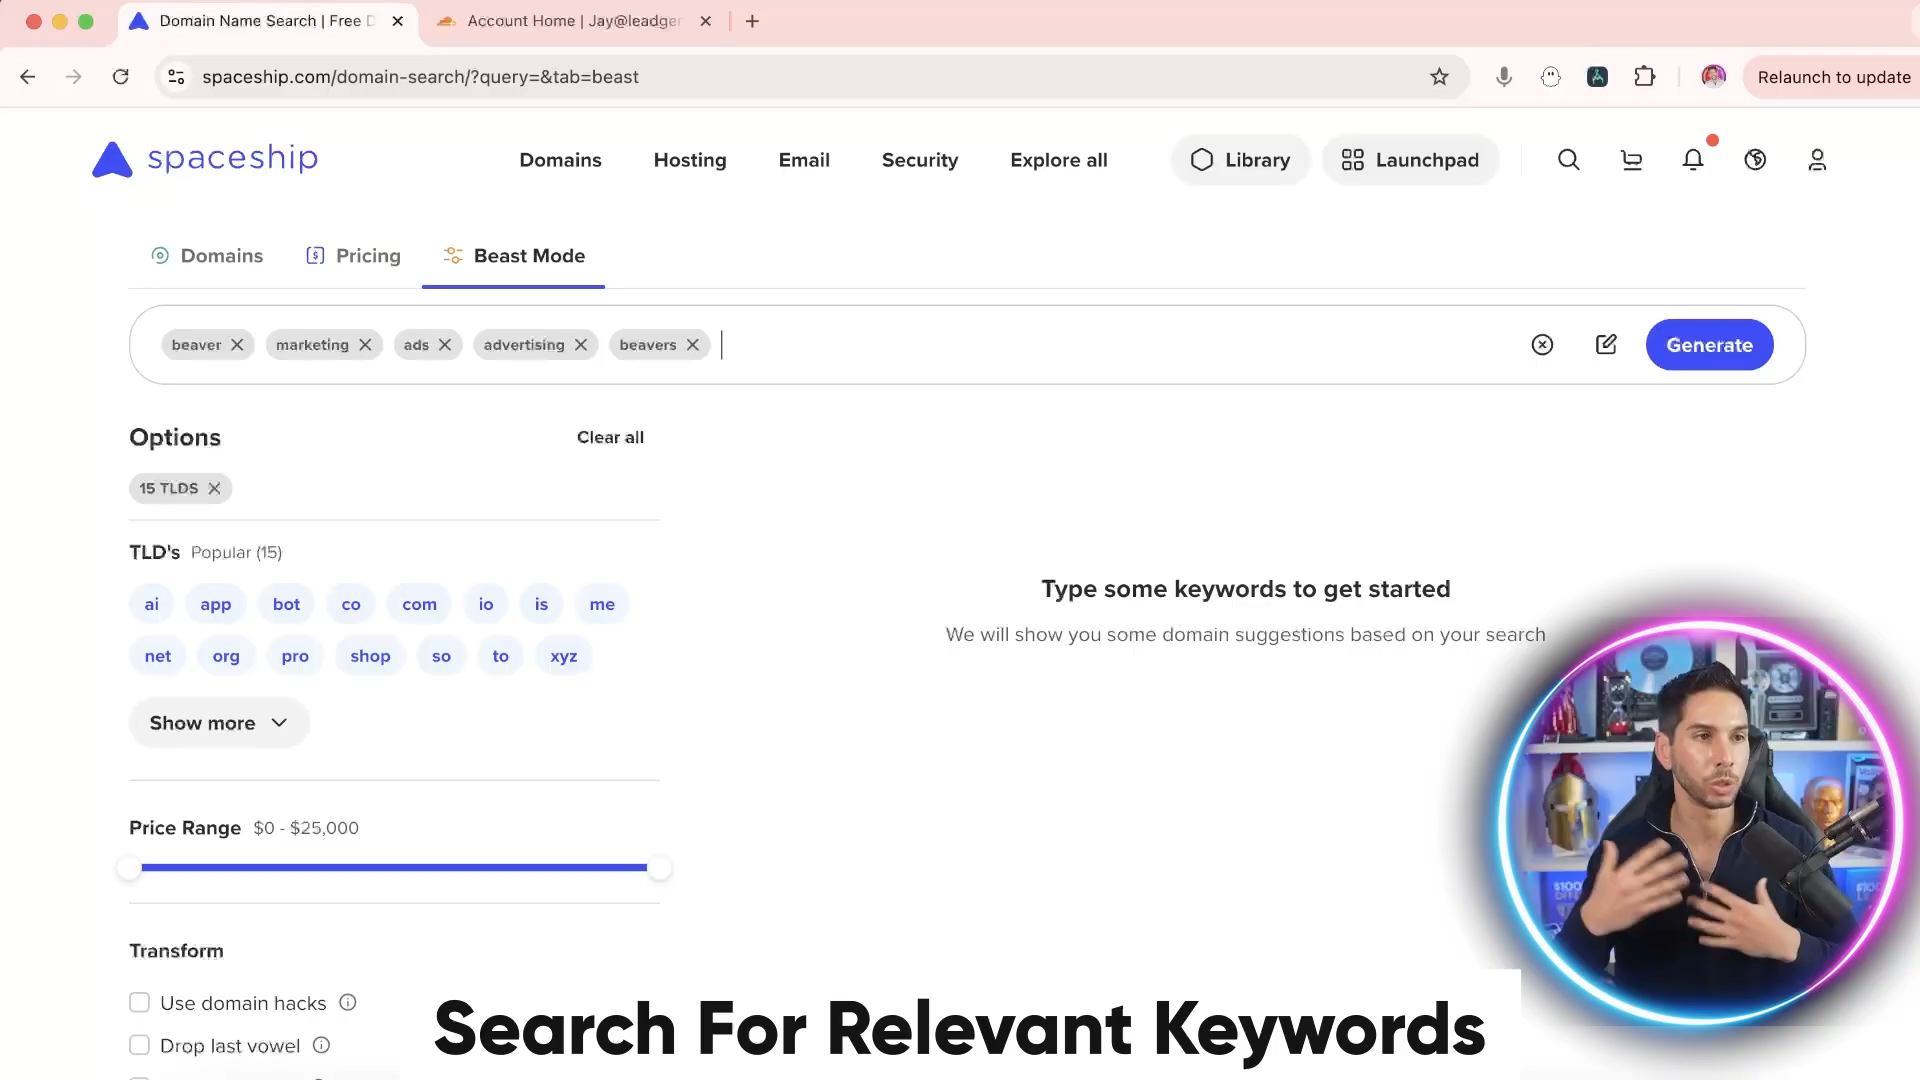 Domain Name Search | Free D
Account Home | Jay@leadger
spaceship.com/domain-search/?query=&tab=beast
Relaunch to update
spaceship
Domains
Hosting
Email
Security
Explore all
Library
Launchpad
Domains
Pricing
Beast Mode
beaver
marketing
ads
advertising
beavers
Generate
Options
Clear all
15 TLDS
TLD's Popular (15)
ai
app
bot
co
com
io
is
me
net
org
pro
shop
so
to
xyz
Show more
Type some keywords to get started
We will show you some domain suggestions based on your search
Price Range $0 - $25,000
Transform
Use domain hacks
Drop last vowel
Search For Relevant Keywords